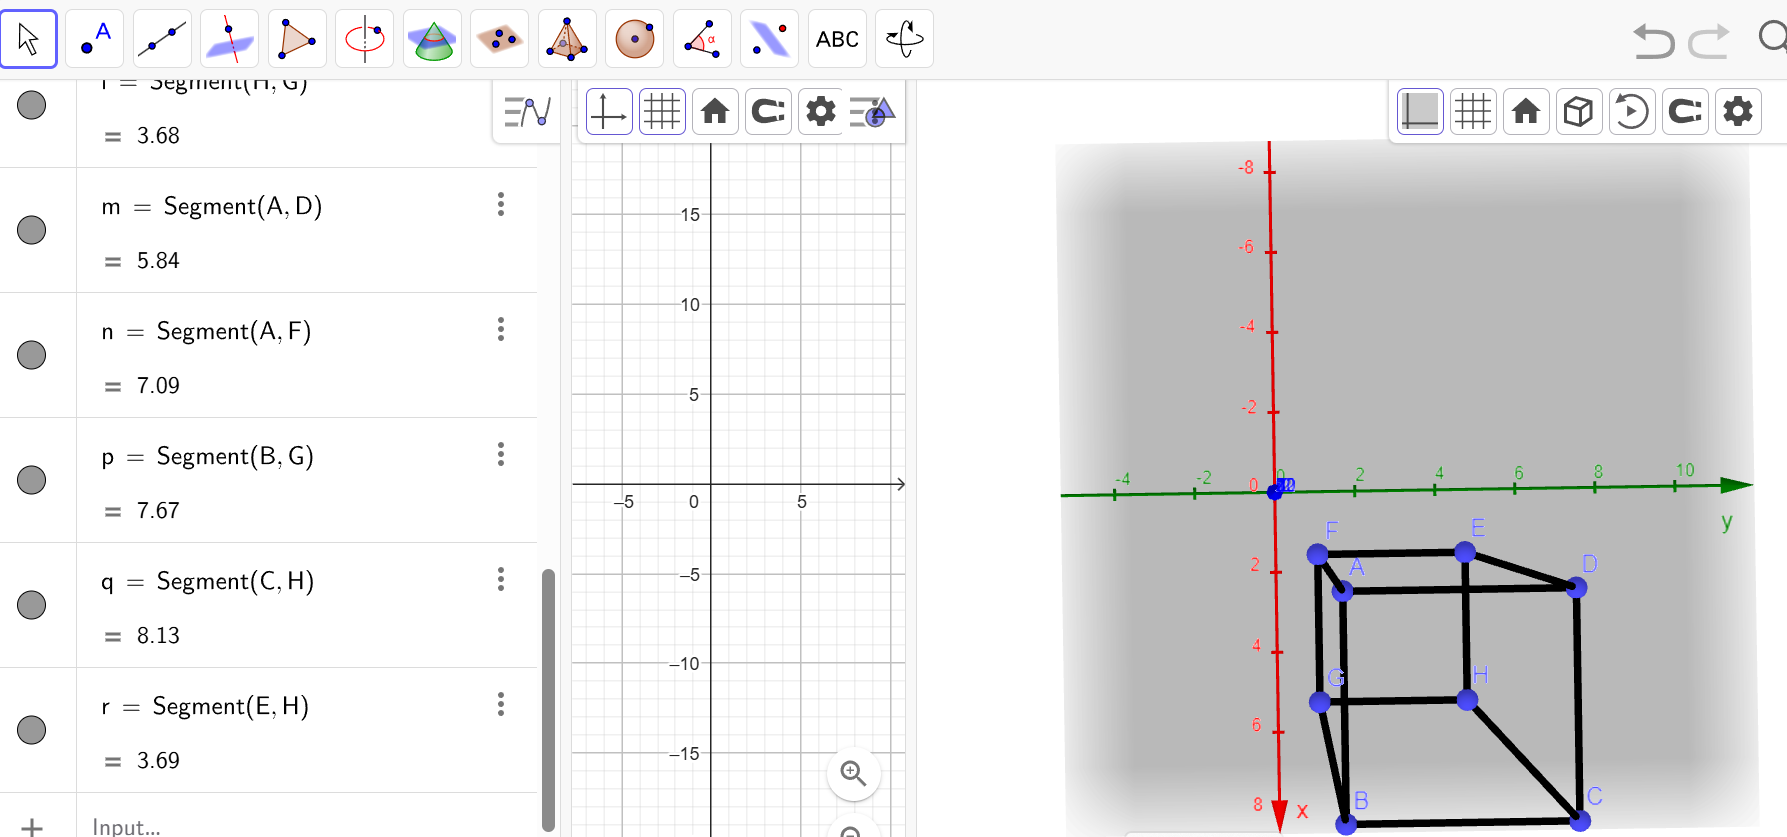 A
α
ABC
l = Segment(H, G)
= 3.68
m = Segment(A, D)
= 5.84
n = Segment(A, F)
= 7.09
p = Segment(B, G)
= 7.67
q = Segment(C, H)
= 8.13
r = Segment(E, H)
= 3.69
+ Input...
15
10
5
–5 0 5
–5
–10
–15
-8
-6
-4
-2
-4 -2 0 2 4 6 8 10
0
y
F E
2 A D
4
G H
6
8 x B C